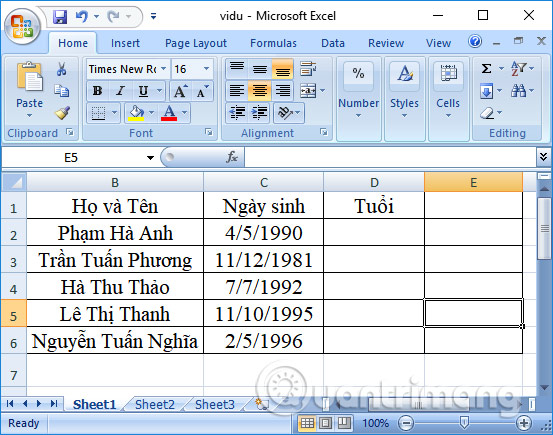 vidu - Microsoft Excel
Home Insert Page Layout Formulas Data Review View
Paste
Times New Ro 16
B I U
A A
%
A
Number Styles Cells
Σ
Clipboard Font Alignment Editing
E5 fx
B C D E
1 Họ và Tên Ngày sinh Tuổi
2 Phạm Hà Anh 4/5/1990
3 Trần Tuấn Phương 11/12/1981
4 Hà Thu Thảo 7/7/1992
5 Lê Thị Thanh 11/10/1995
6 Nguyễn Tuấn Nghĩa 2/5/1996
7
Quantrimang
Sheet1 Sheet2 Sheet3
Ready 100%